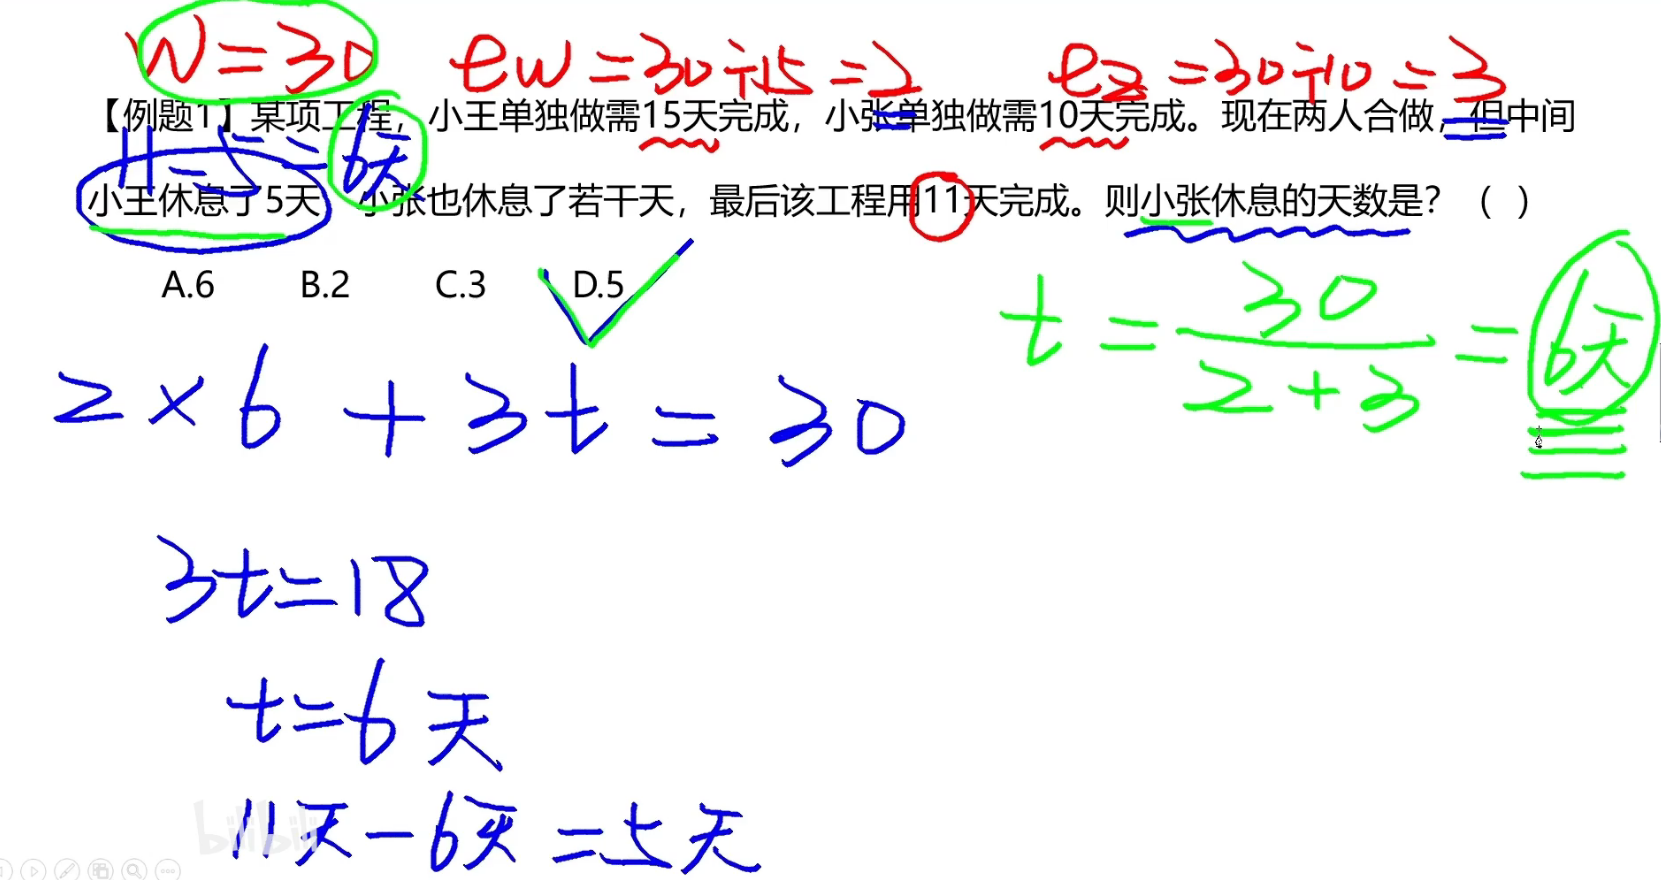 W=30 ew=30÷15=2 ez=30÷10=3
【例题1】某项工程，小王单独做需15天完成，小张单独做需10天完成。现在两人合做，但中间
11-5=6天
小王休息了5天 小张也休息了若干天，最后该工程用11天完成。则小张休息的天数是？（ ）
A.6 B.2 C.3 D.5
t=30/2+3=6天
2×6+3t=30
3t=18
t=6天
11天-6天=5天
bilibili